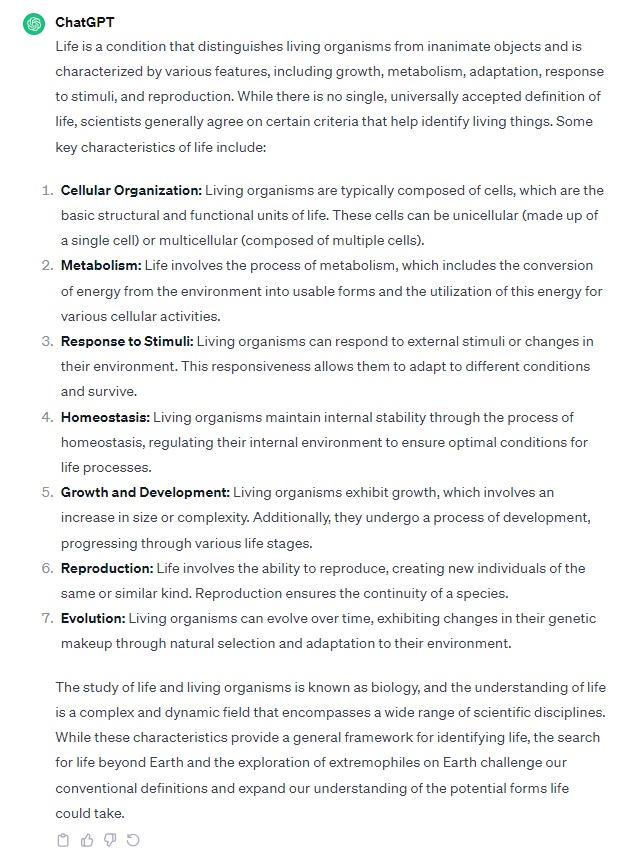 ChatGPT
Life is a condition that distinguishes living organisms from inanimate objects and is
characterized by various features, including growth, metabolism, adaptation, response
to stimuli, and reproduction. While there is no single, universally accepted definition of
life, scientists generally agree on certain criteria that help identify living things. Some
key characteristics of life include:
1. Cellular Organization: Living organisms are typically composed of cells, which are the
basic structural and functional units of life. These cells can be unicellular (made up of
a single cell) or multicellular (composed of multiple cells).
2. Metabolism: Life involves the process of metabolism, which includes the conversion
of energy from the environment into usable forms and the utilization of this energy for
various cellular activities.
3. Response to Stimuli: Living organisms can respond to external stimuli or changes in
their environment. This responsiveness allows them to adapt to different conditions
and survive.
4. Homeostasis: Living organisms maintain internal stability through the process of
homeostasis, regulating their internal environment to ensure optimal conditions for
life processes.
5. Growth and Development: Living organisms exhibit growth, which involves an
increase in size or complexity. Additionally, they undergo a process of development,
progressing through various life stages.
6. Reproduction: Life involves the ability to reproduce, creating new individuals of the
same or similar kind. Reproduction ensures the continuity of a species.
7. Evolution: Living organisms can evolve over time, exhibiting changes in their genetic
makeup through natural selection and adaptation to their environment.
The study of life and living organisms is known as biology, and the understanding of life
is a complex and dynamic field that encompasses a wide range of scientific disciplines.
While these characteristics provide a general framework for identifying life, the search
for life beyond Earth and the exploration of extremophiles on Earth challenge our
conventional definitions and expand our understanding of the potential forms life
could take.